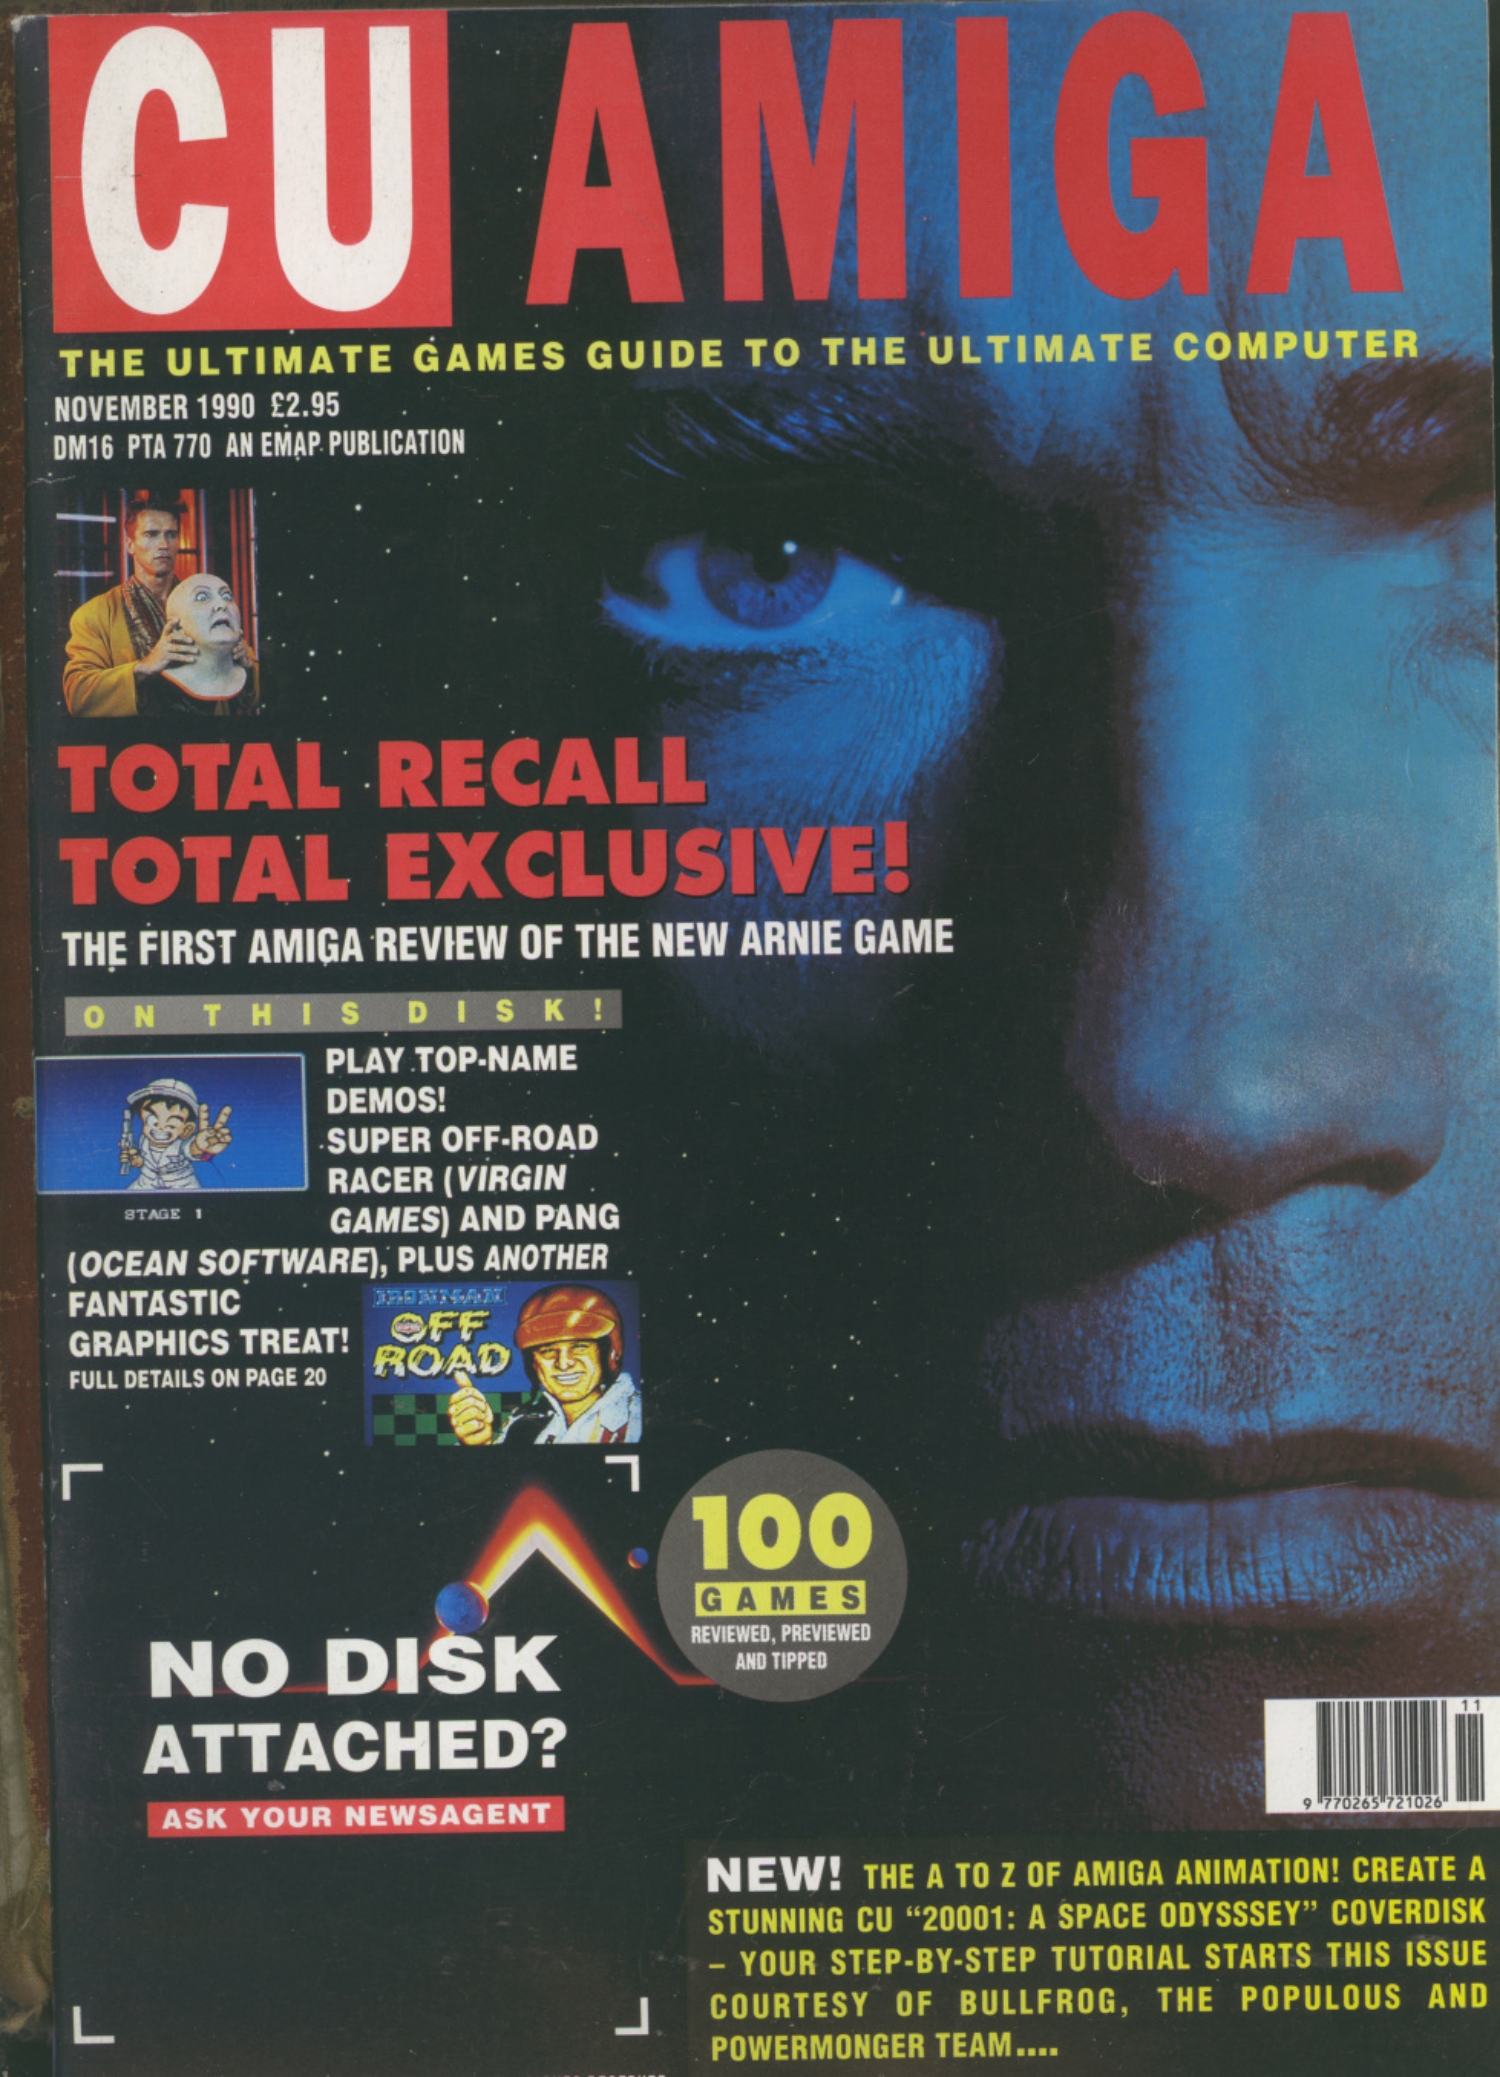 CU AMIGA
THE ULTIMATE GAMES GUIDE TO THE ULTIMATE COMPUTER
NOVEMBER 1990 £2.95
DM16 PTA 770 AN EMAP PUBLICATION
TOTAL RECALL
TOTAL EXCLUSIVE!
THE FIRST AMIGA REVIEW OF THE NEW ARNIE GAME
ON THIS DISK!
PLAY TOP-NAME
DEMOS!
SUPER OFF-ROAD
RACER (VIRGIN
GAMES) AND PANG
(OCEAN SOFTWARE), PLUS ANOTHER
FANTASTIC
GRAPHICS TREAT!
FULL DETAILS ON PAGE 20
STAGE 1
IRONMAN
OFF
ROAD
100
GAMES
REVIEWED, PREVIEWED
AND TIPPED
NO DISK
ATTACHED?
ASK YOUR NEWSAGENT
11
9 770265 721026
NEW! THE A TO Z OF AMIGA ANIMATION! CREATE A
STUNNING CU “20001: A SPACE ODYSSSEY” COVERDISK
– YOUR STEP-BY-STEP TUTORIAL STARTS THIS ISSUE
COURTESY OF BULLFROG, THE POPULOUS AND
POWERMONGER TEAM....